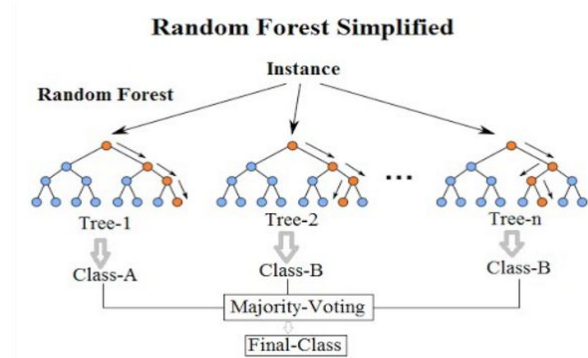 Random Forest Simplified
Instance
Random Forest
...
Tree-1
Tree-2
Tree-n
Class-A
Class-B
Class-B
Majority-Voting
Final-Class